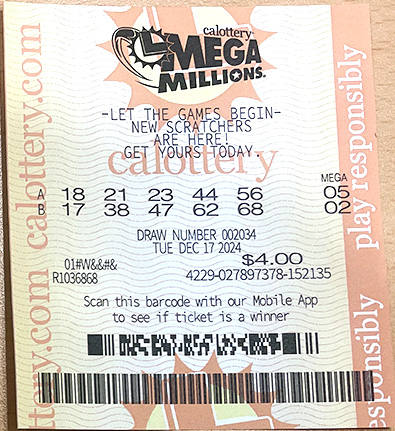 calottery
MEGA
MILLIONS.
-LET THE GAMES BEGIN-
NEW SCRATCHERS
ARE HERE!
GET YOURS TODAY.
calottery
MEGA
A 18 21 23 44 56 05
B 17 38 47 62 68 02
DRAW NUMBER 002034
TUE DEC 17 2024
$4.00
01#W&&#&
R1036868
4229-027897378-152135
Scan this barcode with our Mobile App
to see if ticket is a winner
ttery.com calottery.com
play responsibly
esponsibly